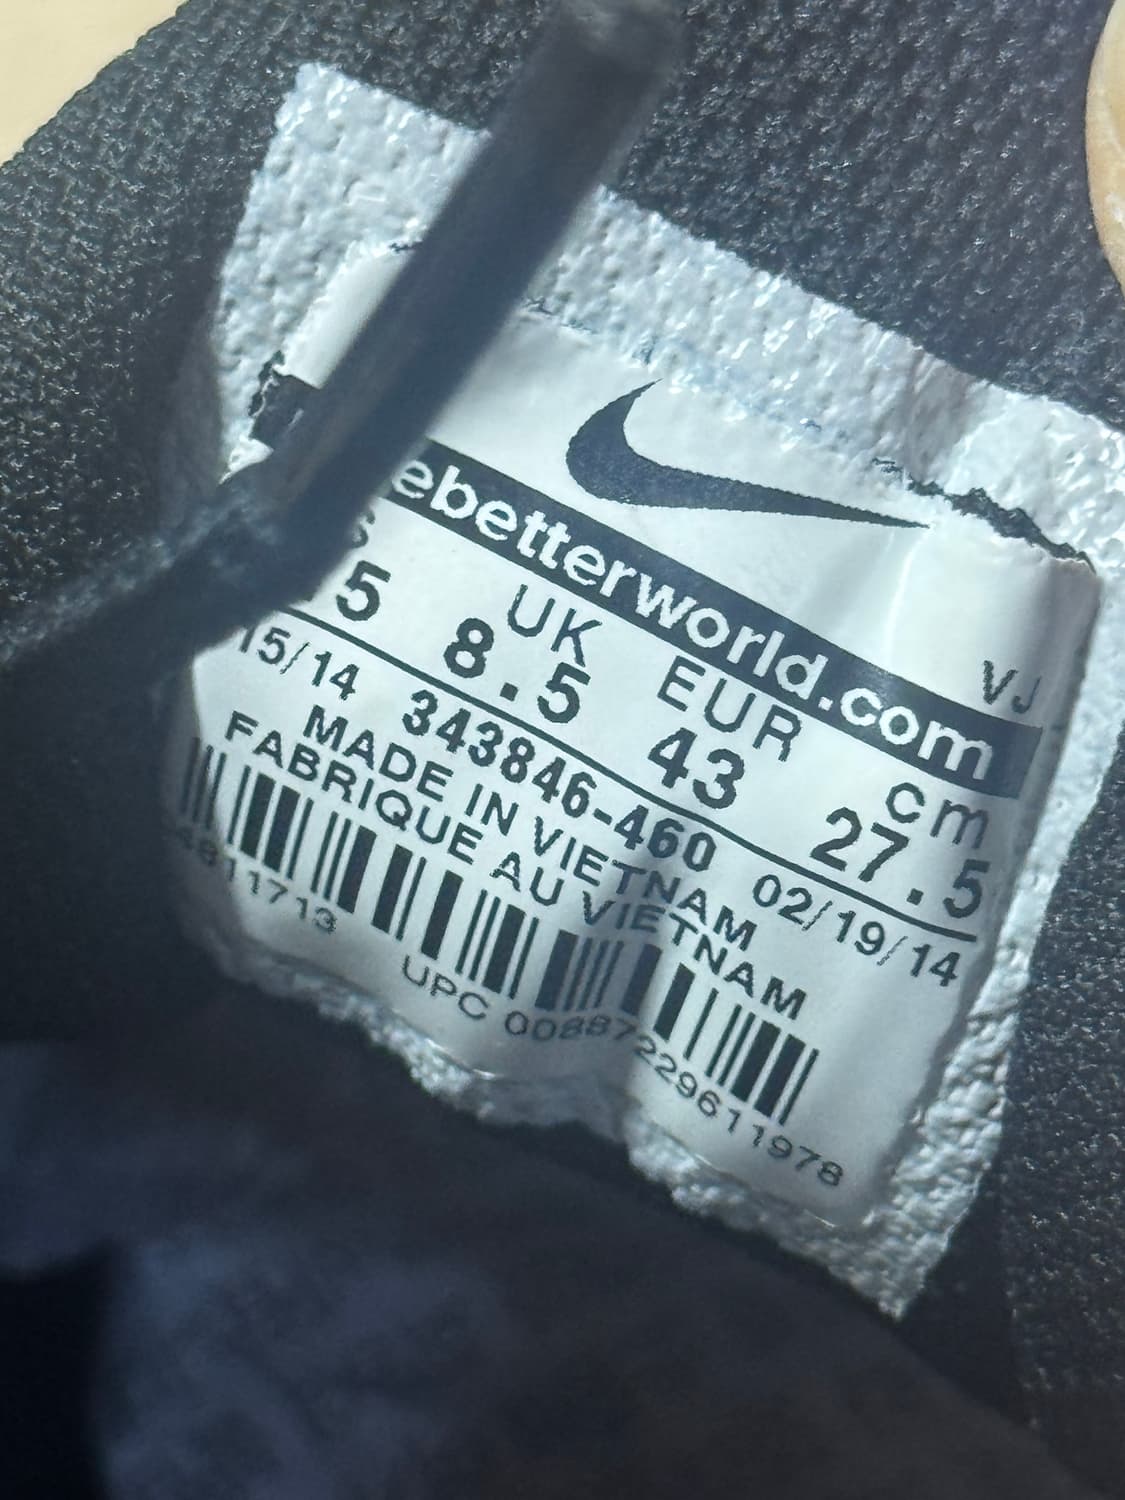 VJ
ebetterworld.com
UK EUR cm
5 8.5 43 27.5
15/14 343846-460 02/19/14
MADE IN VIETNAM
FABRIQUE AU VIETNAM
UPC 00887229611978